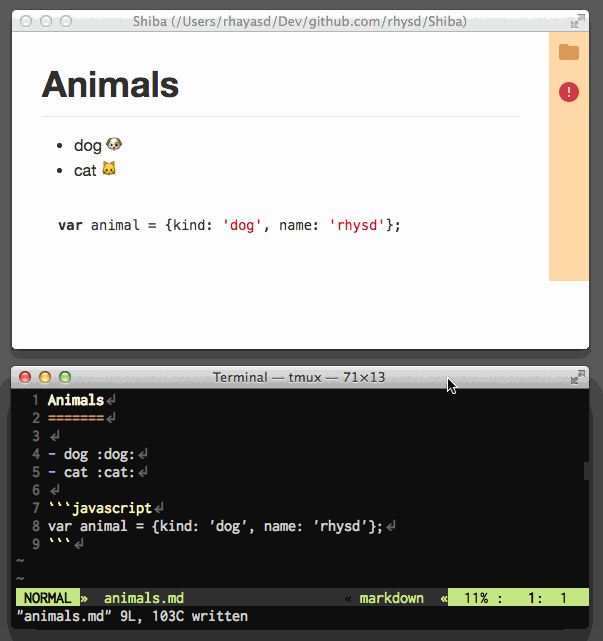 Shiba (/Users/rhayasd/Dev/github.com/rhysd/Shiba)
Animals
• dog 🐶
• cat 🐱
var animal = {kind: 'dog', name: 'rhysd'};
Terminal — tmux — 71×13
1 Animals↲
2 =======↲
3 ↲
4 - dog :dog:↲
5 - cat :cat:↲
6 ↲
7 ```javascript↲
8 var animal = {kind: 'dog', name: 'rhysd'};↲
9 ```↲
~
~
NORMAL » animals.md « markdown « 11% : 1: 1
"animals.md" 9L, 103C written